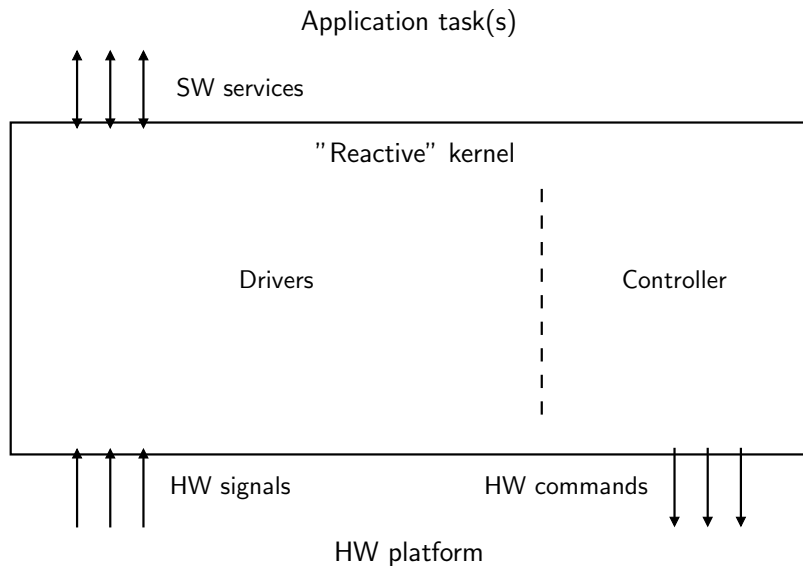 Application task(s)
SW services
”Reactive” kernel
Drivers
Controller
HW signals
HW commands
HW platform